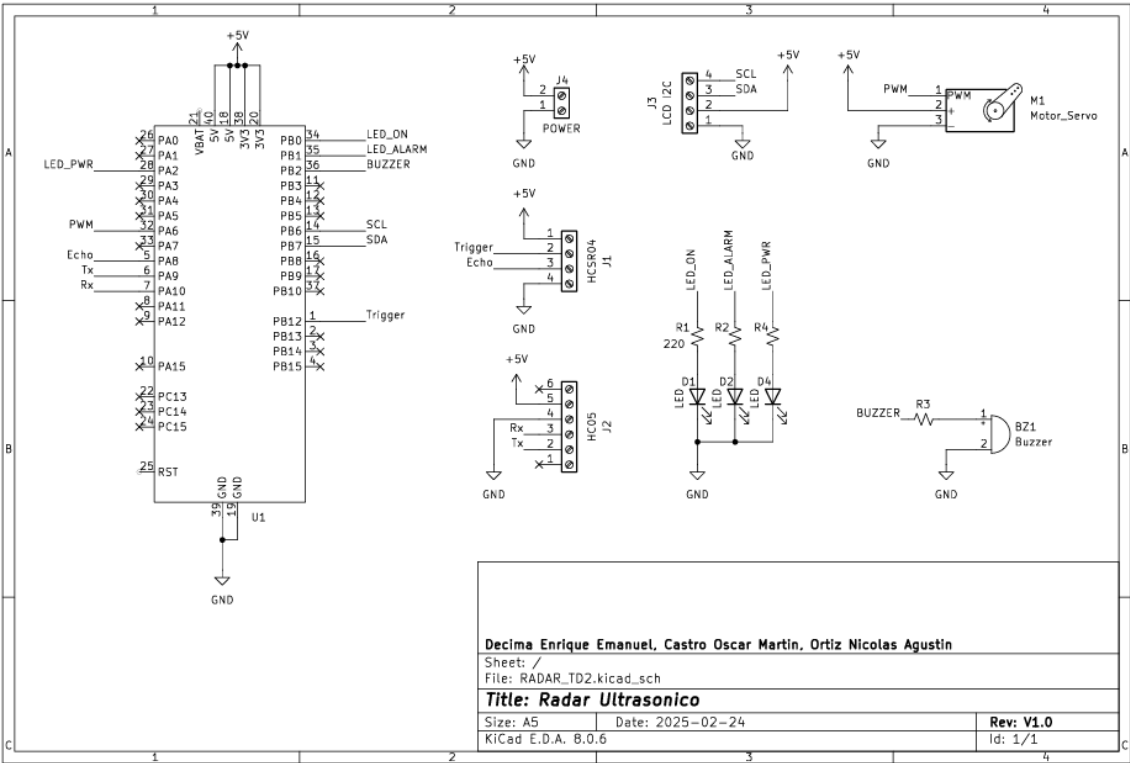 1 2 3 4
A
B
C
+5V
VBAT 21
5V 40
5V 18
3V3 38
3V3 20
26 PA0
27 PA1
LED_PWR 28 PA2
29 PA3
30 PA4
31 PA5
PWM 32 PA6
33 PA7
Echo 5 PA8
Tx 6 PA9
Rx 7 PA10
8 PA11
9 PA12
10 PA15
22 PC13
23 PC14
24 PC15
25 RST
PB0 34 LED_ON
PB1 35 LED_ALARM
PB2 36 BUZZER
PB3 11
PB4 12
PB5 13
PB6 14 SCL
PB7 15 SDA
PB8 16
PB9 17
PB10 37
PB12 1 Trigger
PB13 2
PB14 3
PB15 4
39 GND
19 GND
U1
GND
+5V
J4
2
1
POWER
GND
J3
LCD I2C
4 SCL
3 SDA
2
1
+5V
GND
+5V
PWM 1 PWM
2 +
3 -
M1
Motor_Servo
GND
+5V
1
Trigger 2
Echo 3
4
HCSR04
J1
GND
+5V
6
5
4
Rx 3
Tx 2
1
HC05
J2
GND
LED_ON
LED_ALARM
LED_PWR
R1
220
R2
R4
D1
LED
D2
LED
D4
LED
GND
BUZZER R3
1
+
2
BZ1
Buzzer
GND
Decima Enrique Emanuel, Castro Oscar Martin, Ortiz Nicolas Agustin
Sheet: /
File: RADAR_TD2.kicad_sch
Title: Radar Ultrasonico
Size: A5 Date: 2025-02-24 Rev: V1.0
KiCad E.D.A. 8.0.6 Id: 1/1
A
B
C
1 2 3 4